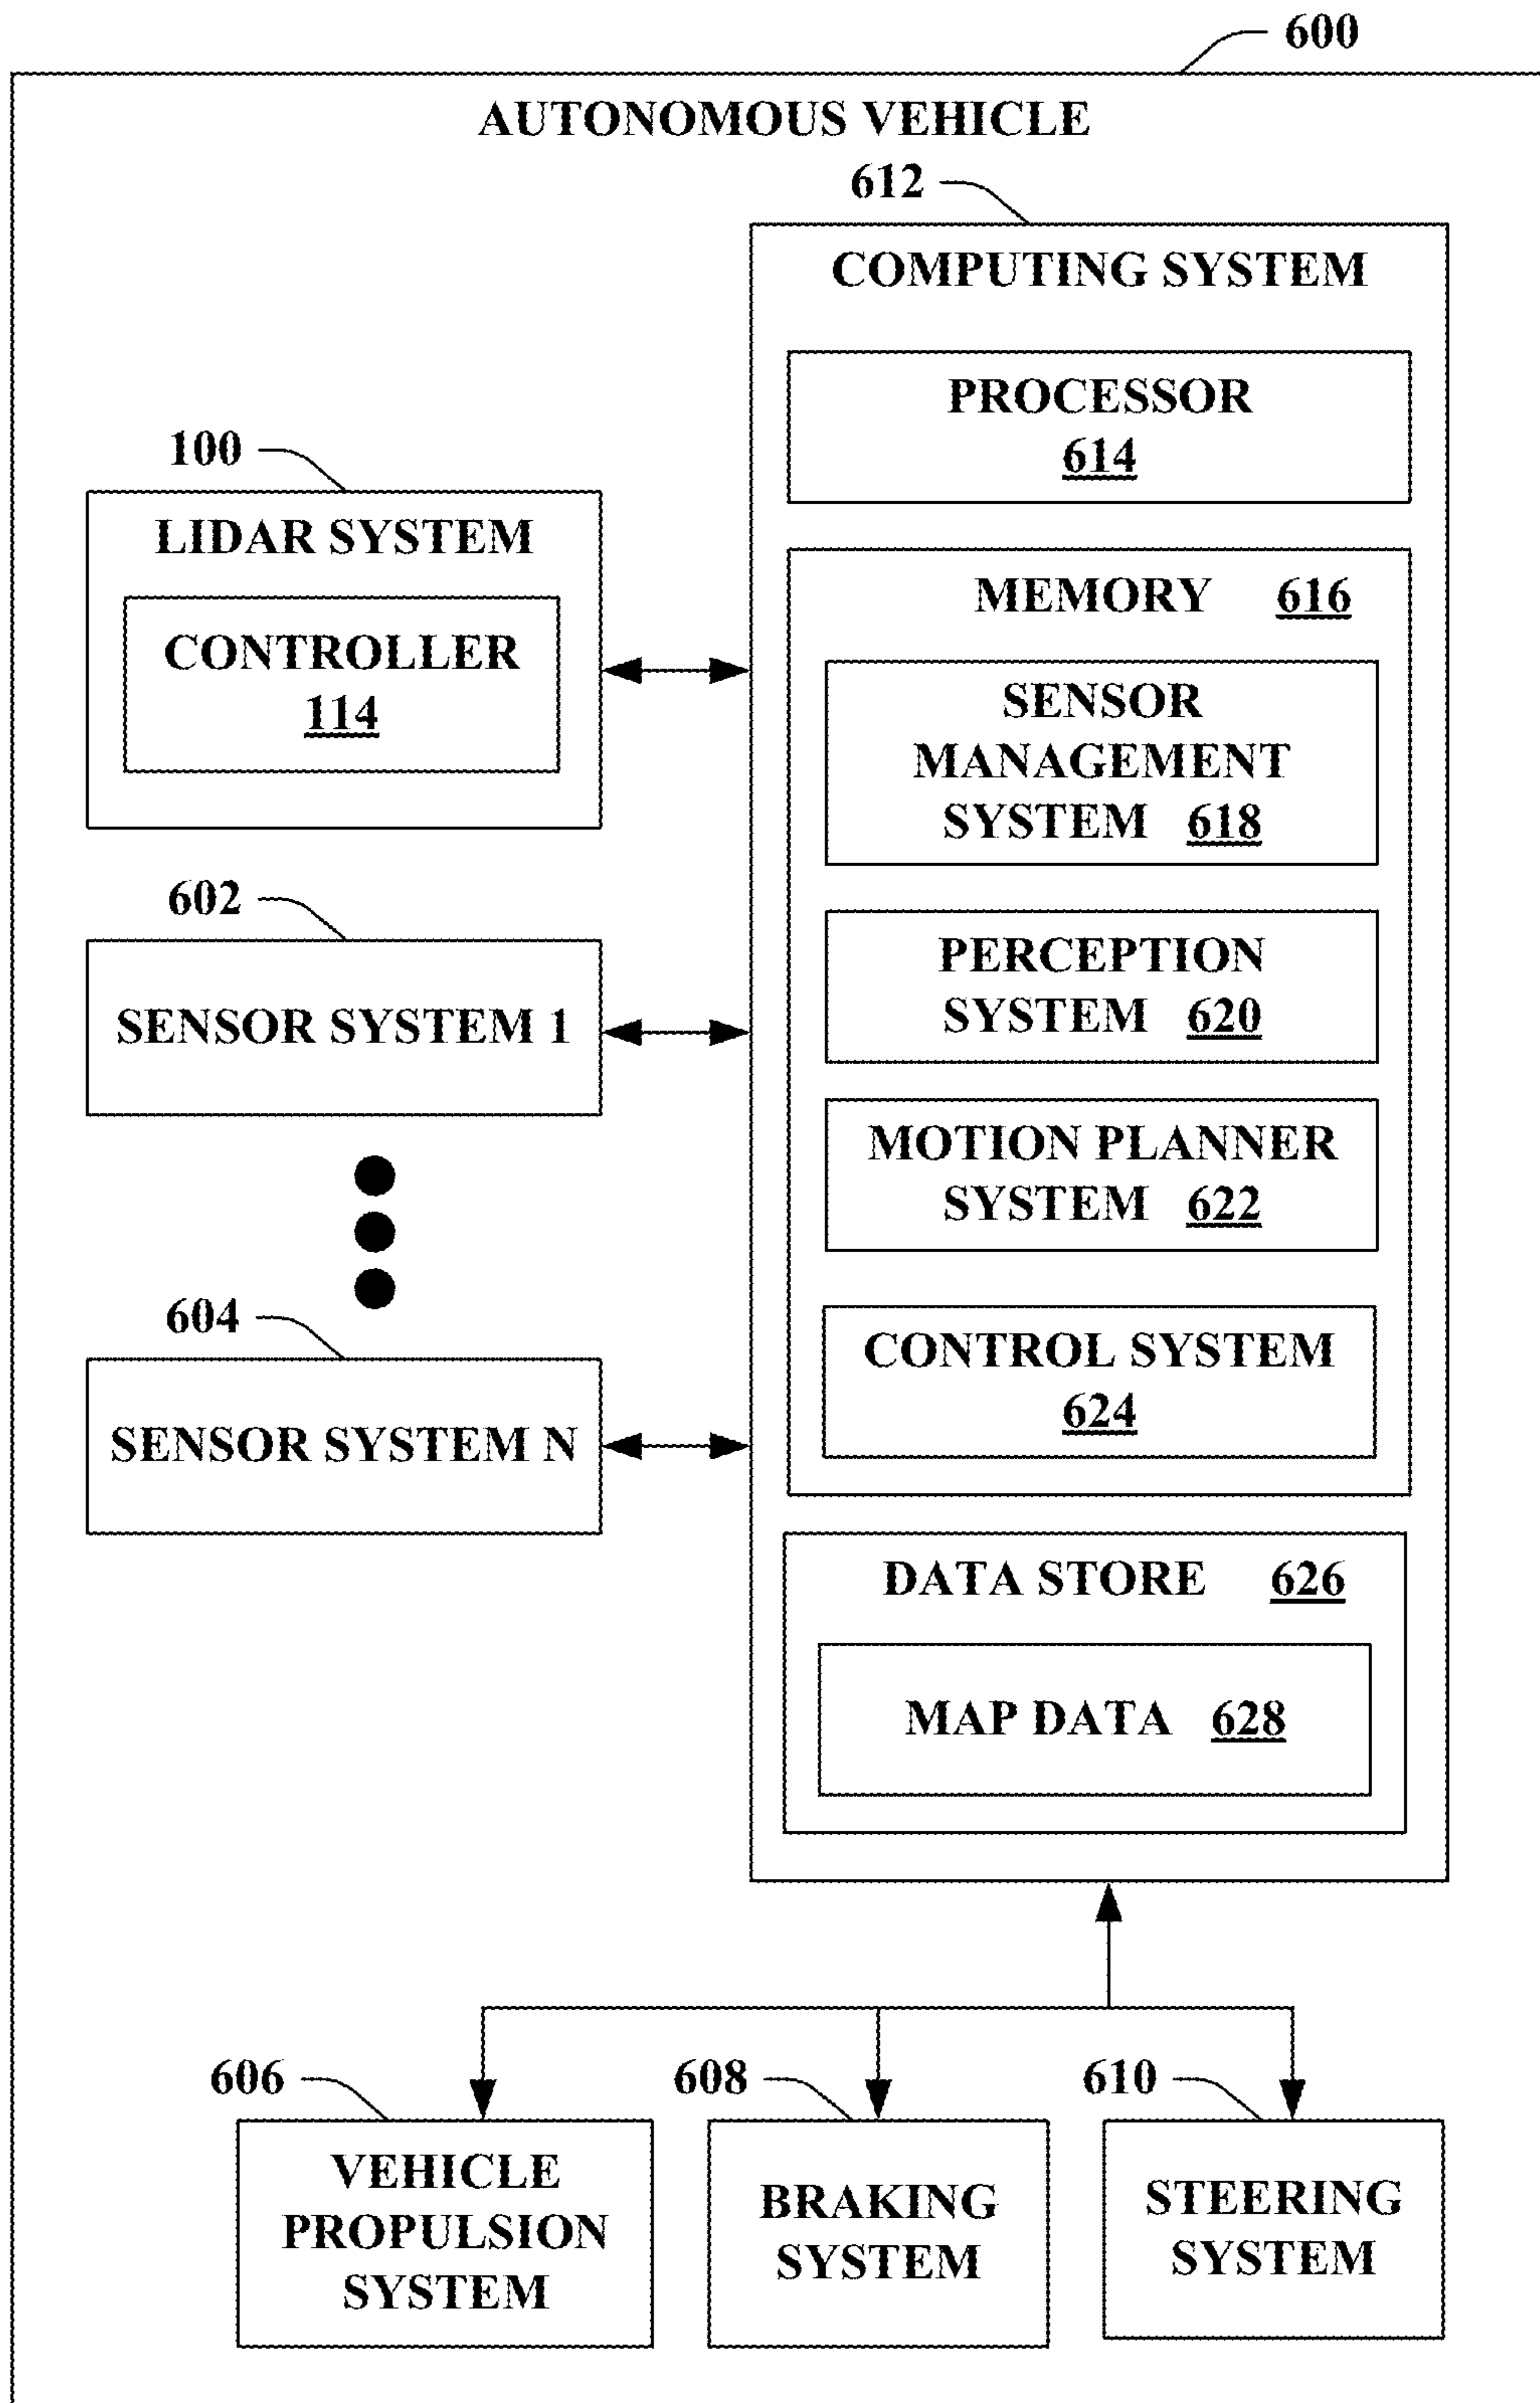 600
AUTONOMOUS VEHICLE
612
COMPUTING SYSTEM
PROCESSOR
614
100
LIDAR SYSTEM
CONTROLLER
114
MEMORY 616
SENSOR
MANAGEMENT
SYSTEM 618
602
SENSOR SYSTEM 1
PERCEPTION
SYSTEM 620
MOTION PLANNER
SYSTEM 622
604
SENSOR SYSTEM N
CONTROL SYSTEM
624
DATA STORE 626
MAP DATA 628
606
VEHICLE
PROPULSION
SYSTEM
608
BRAKING
SYSTEM
610
STEERING
SYSTEM